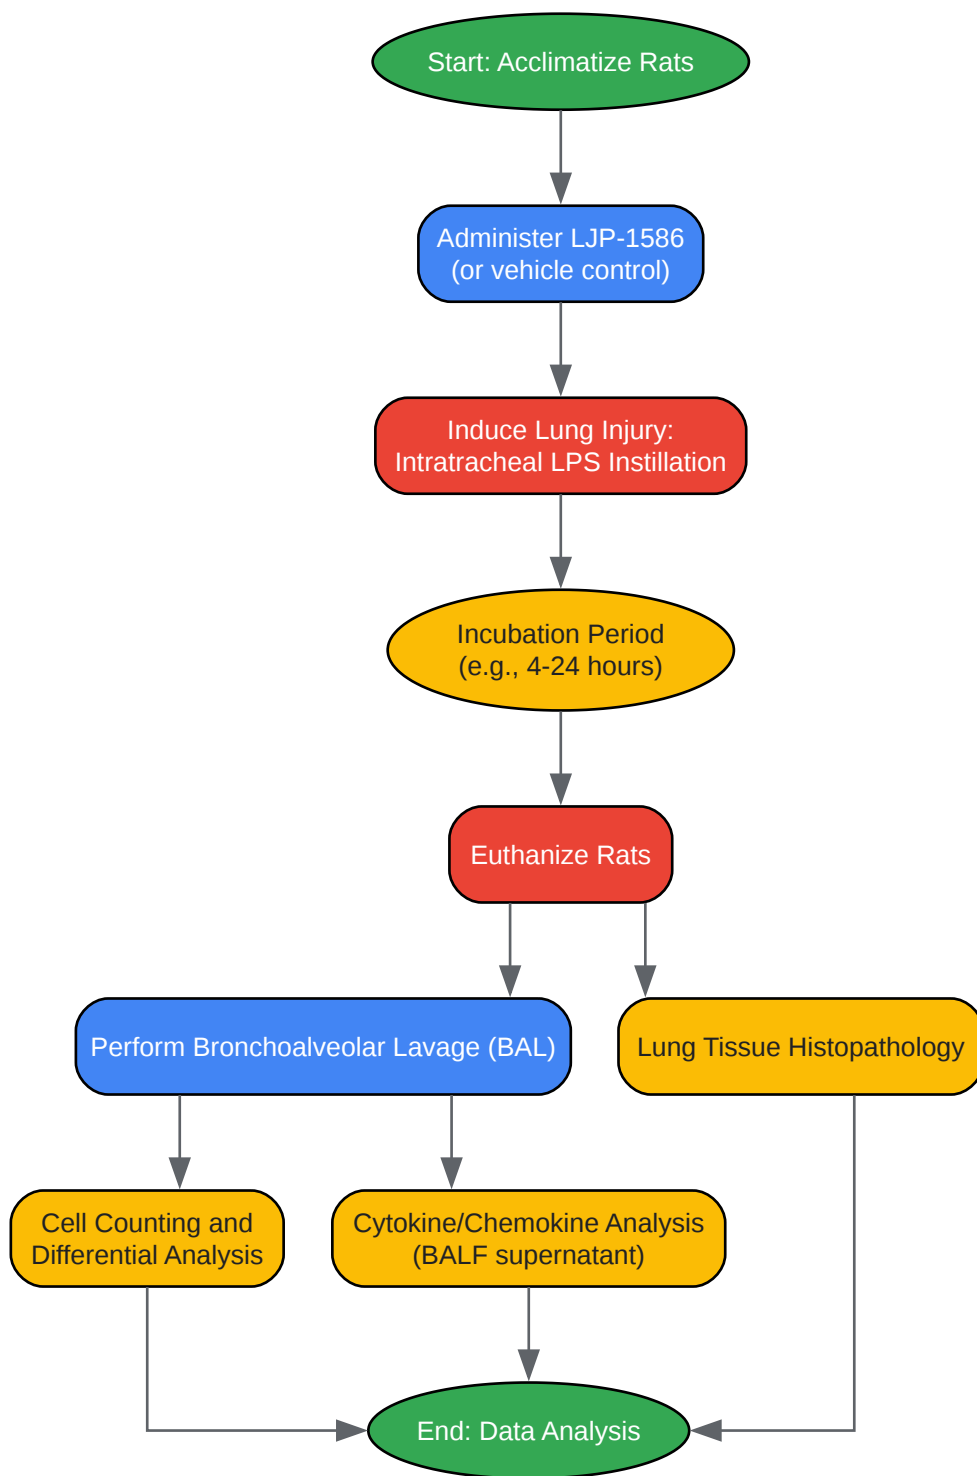 Start: Acclimatize Rats
Administer LJP-1586
(or vehicle control)
Induce Lung Injury:
Intratracheal LPS Instillation
Incubation Period
(e.g., 4-24 hours)
Euthanize Rats
Perform Bronchoalveolar Lavage (BAL)
Lung Tissue Histopathology
Cell Counting and
Differential Analysis
Cytokine/Chemokine Analysis
(BALF supernatant)
End: Data Analysis